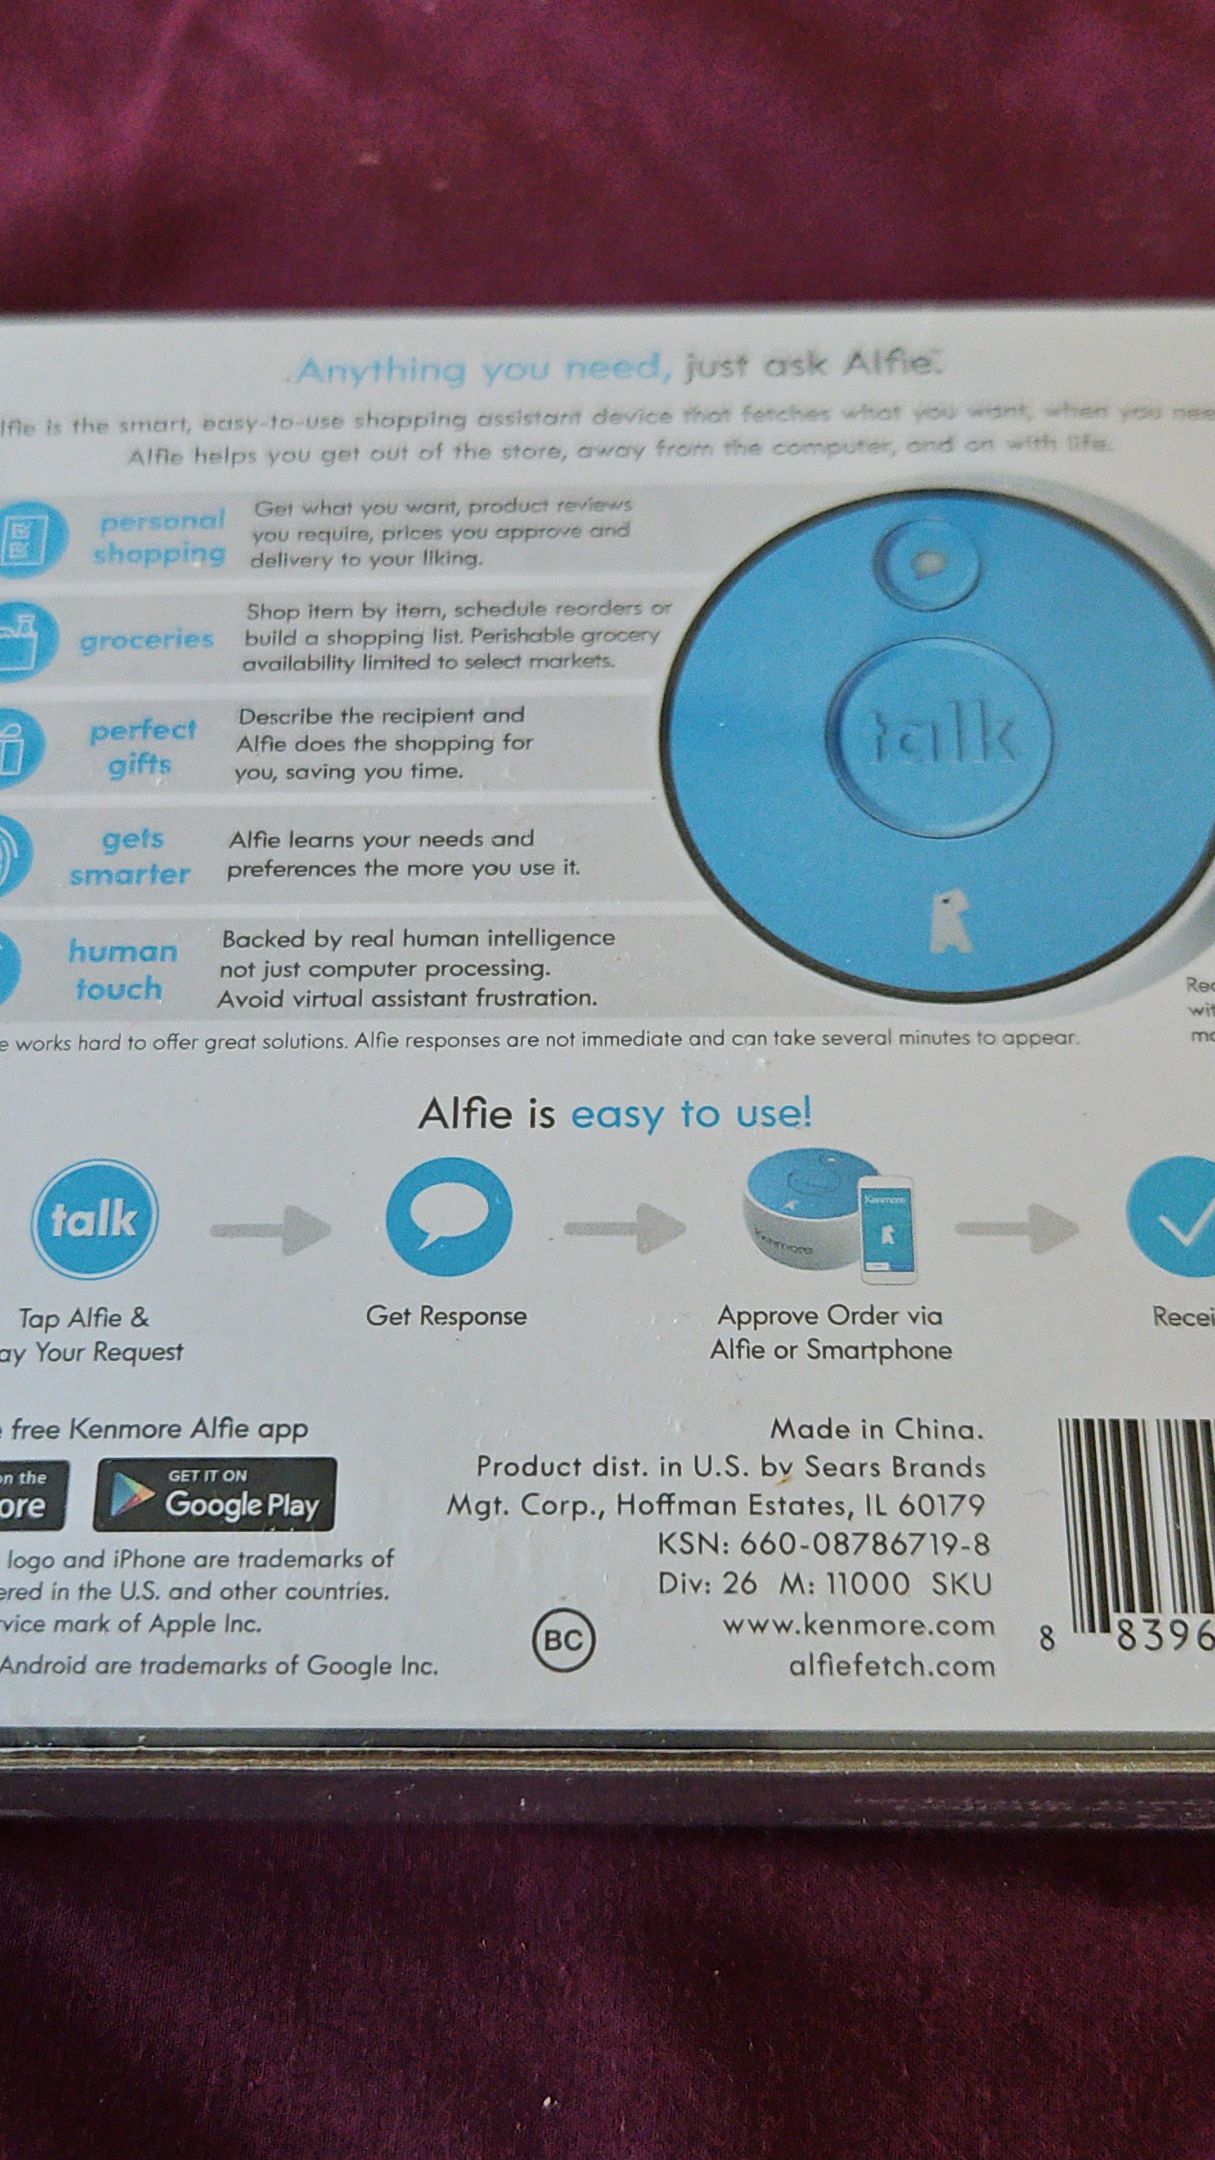 Anything you need, just ask Alfie™.
lfie is the smart, easy-to-use shopping assistant device that fetches what you want, when you nee
Alfie helps you get out of the store, away from the computer, and on with life.
personal
shopping
Get what you want, product reviews
you require, prices you approve and
delivery to your liking.
groceries
Shop item by item, schedule reorders or
build a shopping list. Perishable grocery
availability limited to select markets.
perfect
gifts
Describe the recipient and
Alfie does the shopping for
you, saving you time.
gets
smarter
Alfie learns your needs and
preferences the more you use it.
human
touch
Backed by real human intelligence
not just computer processing.
Avoid virtual assistant frustration.
talk
Rec
wit
mo
e works hard to offer great solutions. Alfie responses are not immediate and can take several minutes to appear.
Alfie is easy to use!
talk
Kenmore
Kenmore
Tap Alfie &
ay Your Request
Get Response
Approve Order via
Alfie or Smartphone
Recei
e free Kenmore Alfie app
on the
ore
GET IT ON
Google Play
logo and iPhone are trademarks of
ered in the U.S. and other countries.
vice mark of Apple Inc.
Android are trademarks of Google Inc.
BC
Made in China.
Product dist. in U.S. by Sears Brands
Mgt. Corp., Hoffman Estates, IL 60179
KSN: 660-08786719-8
Div: 26 M: 11000 SKU
www.kenmore.com
alfiefetch.com
8 8396